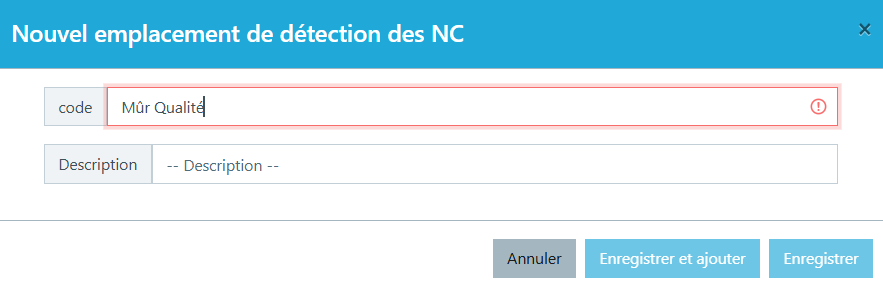 Nouvel emplacement de détection des NC
×
code Mûr Qualité
Description -- Description --
Annuler Enregistrer et ajouter Enregistrer